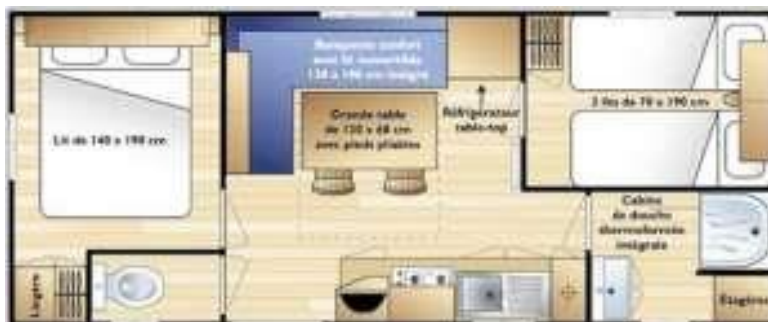 Banquette confort
avec lit convertible
130 x 190 cm intégré
Grande table
de 120 x 68 cm
avec pieds pliables
Réfrigérateur
table-top
Lit de 140 x 190 cm
2 lits de 70 x 190 cm
Cabine
de douche
thermoformée
intégrale
Lingère
Etagères